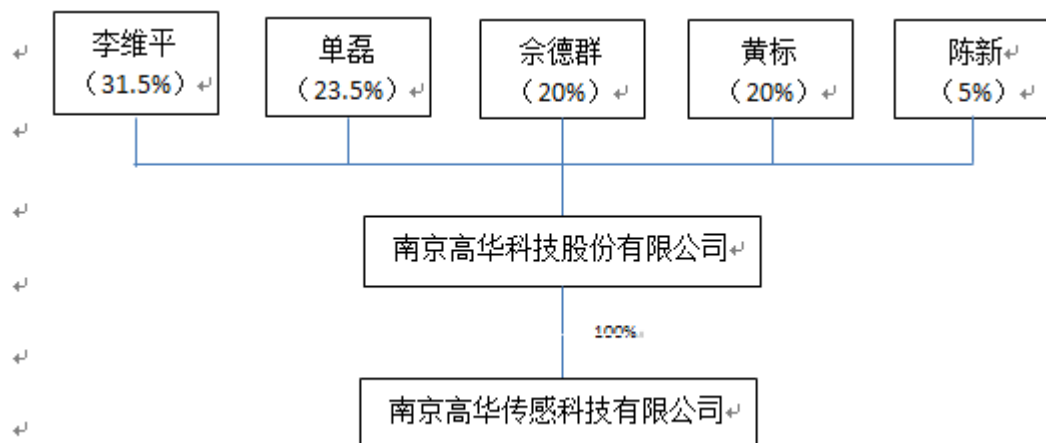 李维平
（31.5%）
单磊
（23.5%）
佘德群
（20%）
黄标
（20%）
陈新
（5%）
南京高华科技股份有限公司
100%
南京高华传感科技有限公司